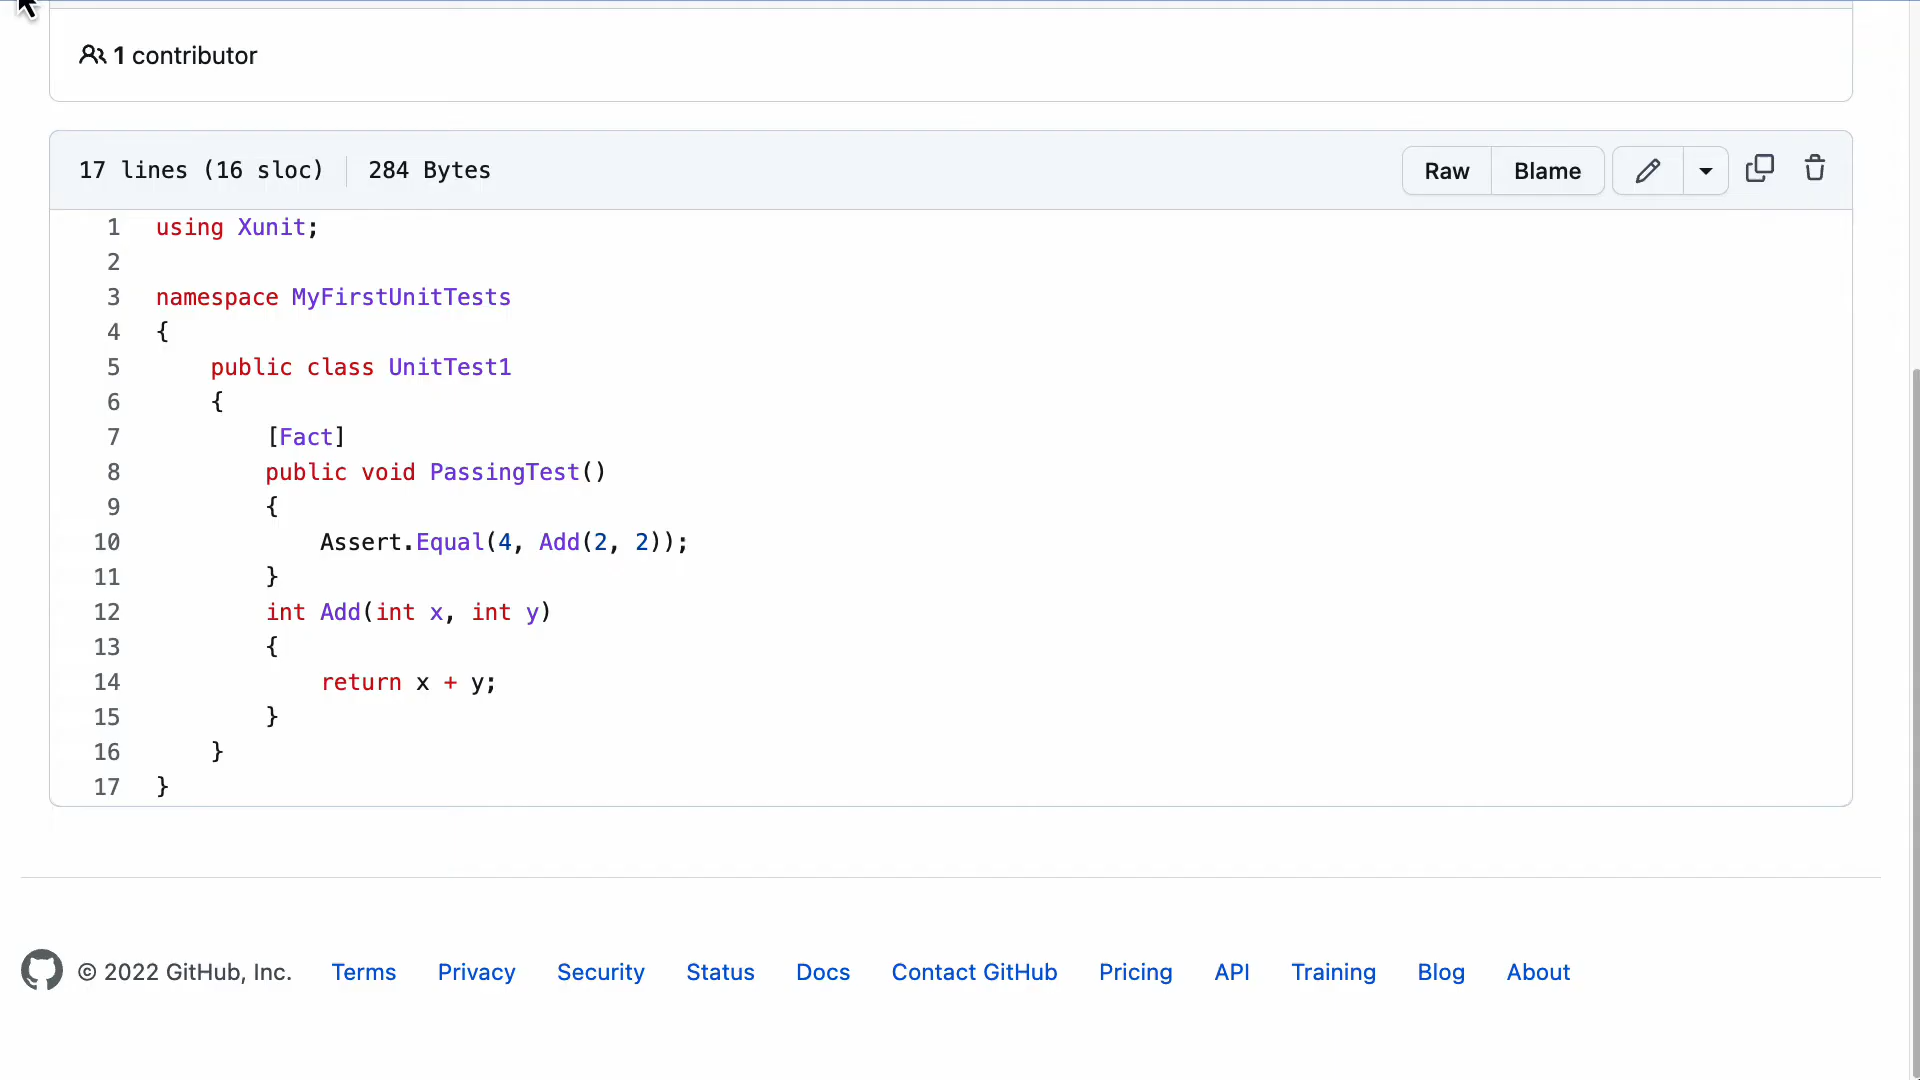 1 contributor
17 lines (16 sloc) 284 Bytes Raw Blame
1 using Xunit;
2
3 namespace MyFirstUnitTests
4 {
5 public class UnitTest1
6 {
7 [Fact]
8 public void PassingTest()
9 {
10 Assert.Equal(4, Add(2, 2));
11 }
12 int Add(int x, int y)
13 {
14 return x + y;
15 }
16 }
17 }
© 2022 GitHub, Inc. Terms Privacy Security Status Docs Contact GitHub Pricing API Training Blog About